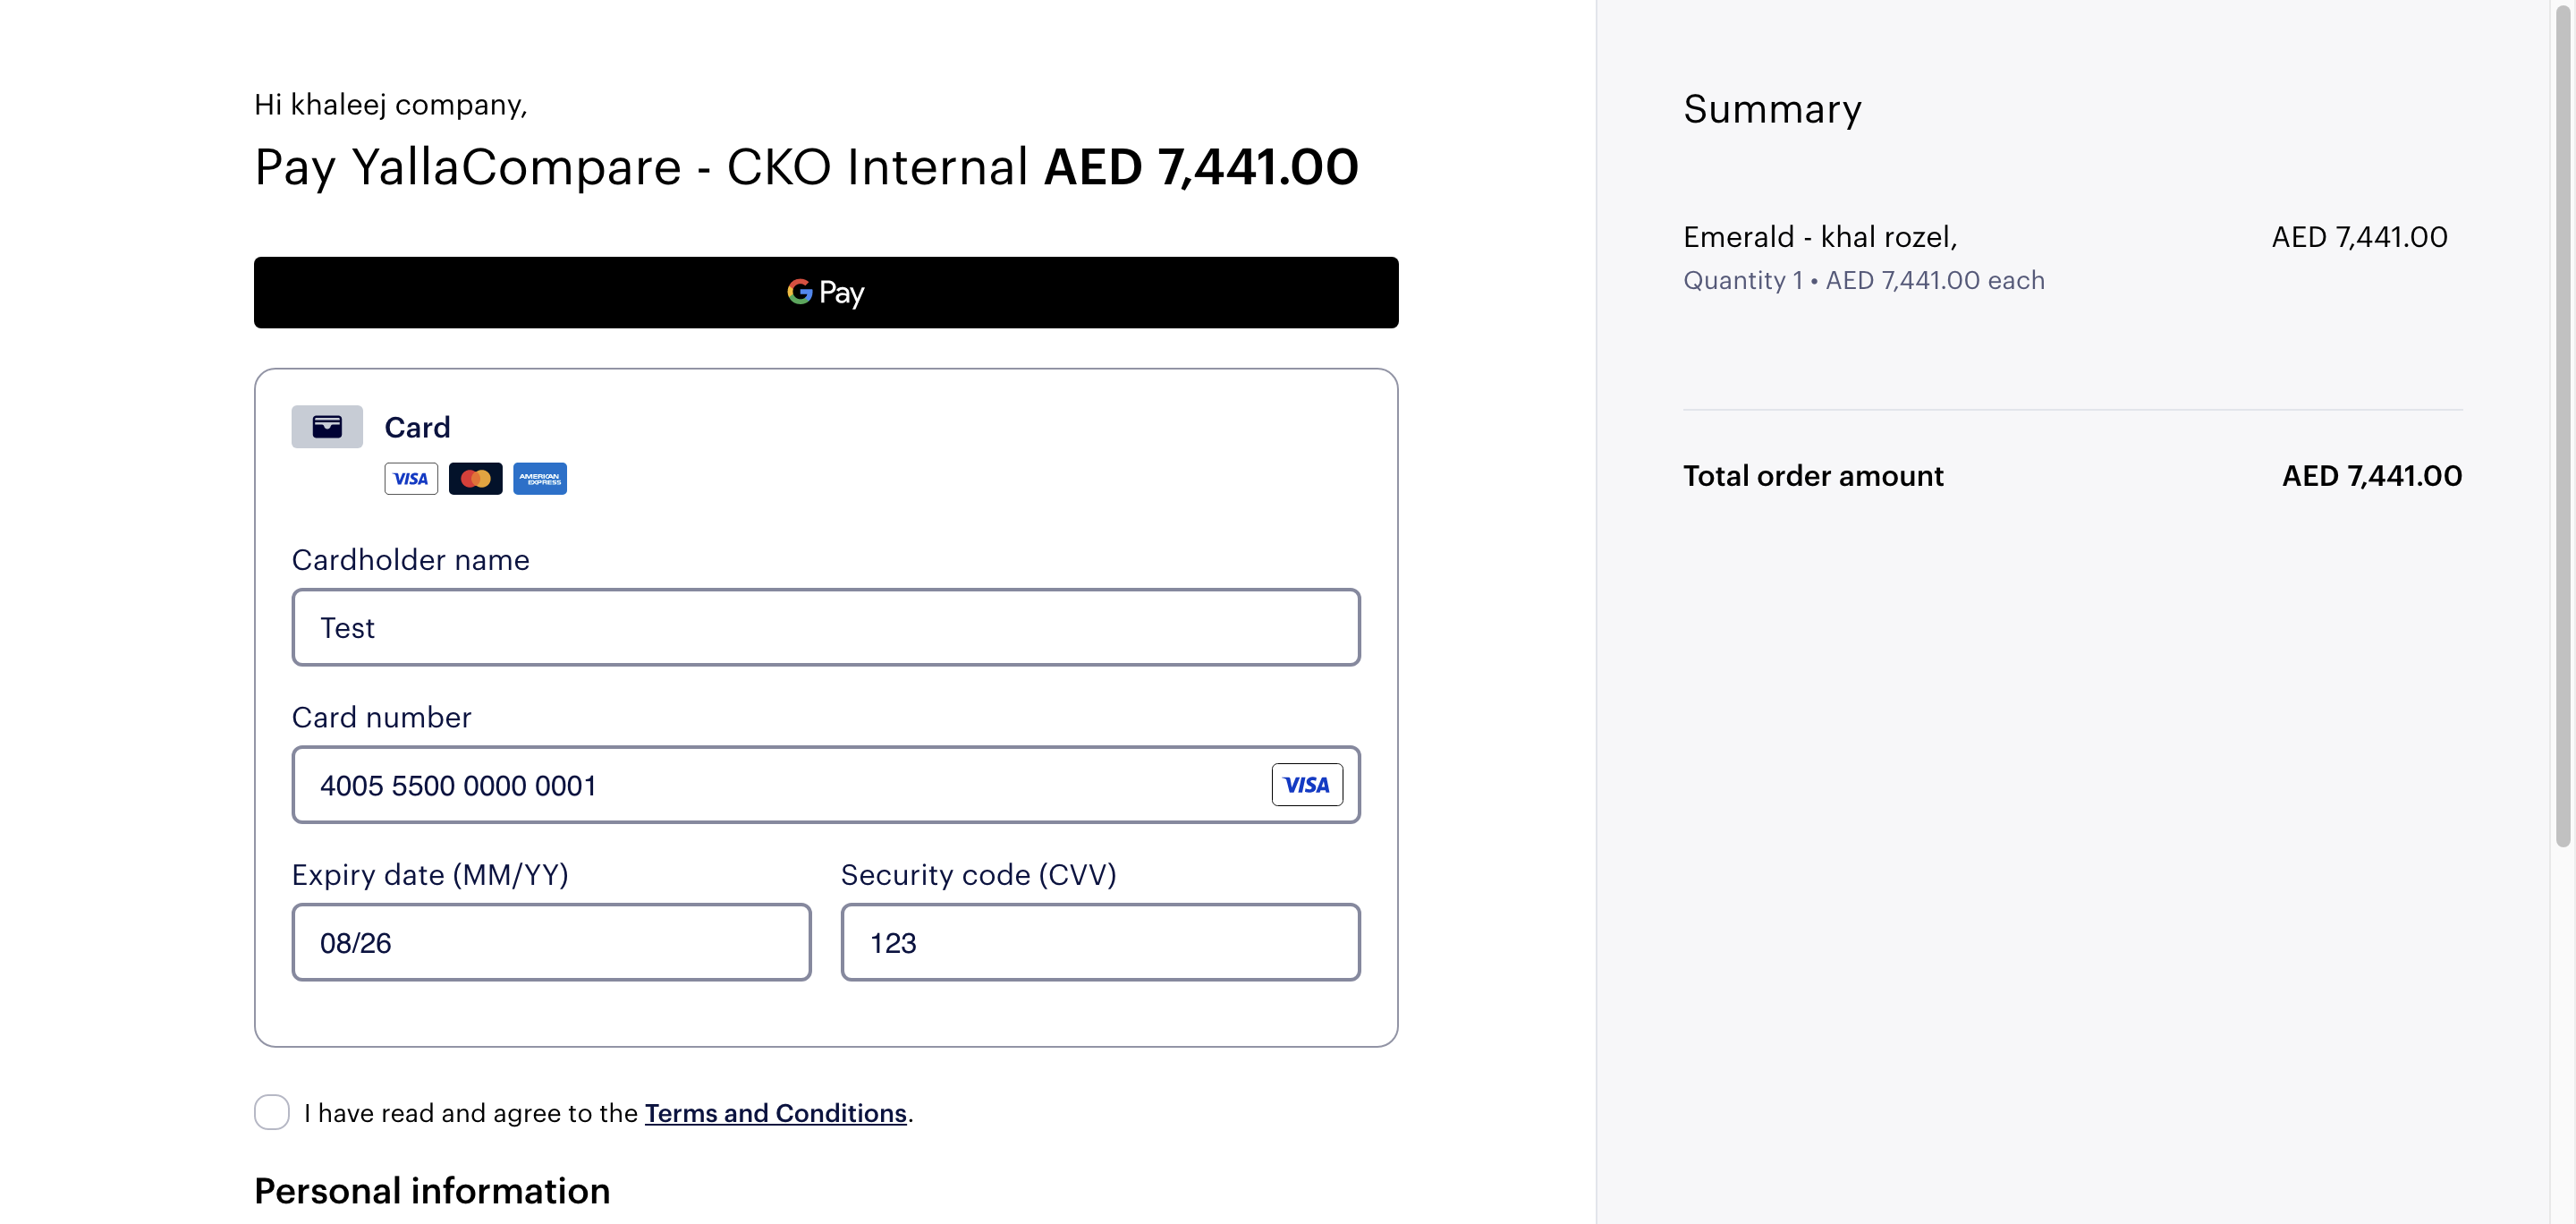 Hi khaleej company,
Pay YallaCompare - CKO Internal AED 7,441.00
G Pay
Card
VISA
AMERICAN EXPRESS
Cardholder name
Test
Card number
4005 5500 0000 0001
VISA
Expiry date (MM/YY)
Security code (CVV)
08/26
123
I have read and agree to the Terms and Conditions.
Personal information
Summary
Emerald - khal rozel,
AED 7,441.00
Quantity 1 • AED 7,441.00 each
Total order amount
AED 7,441.00